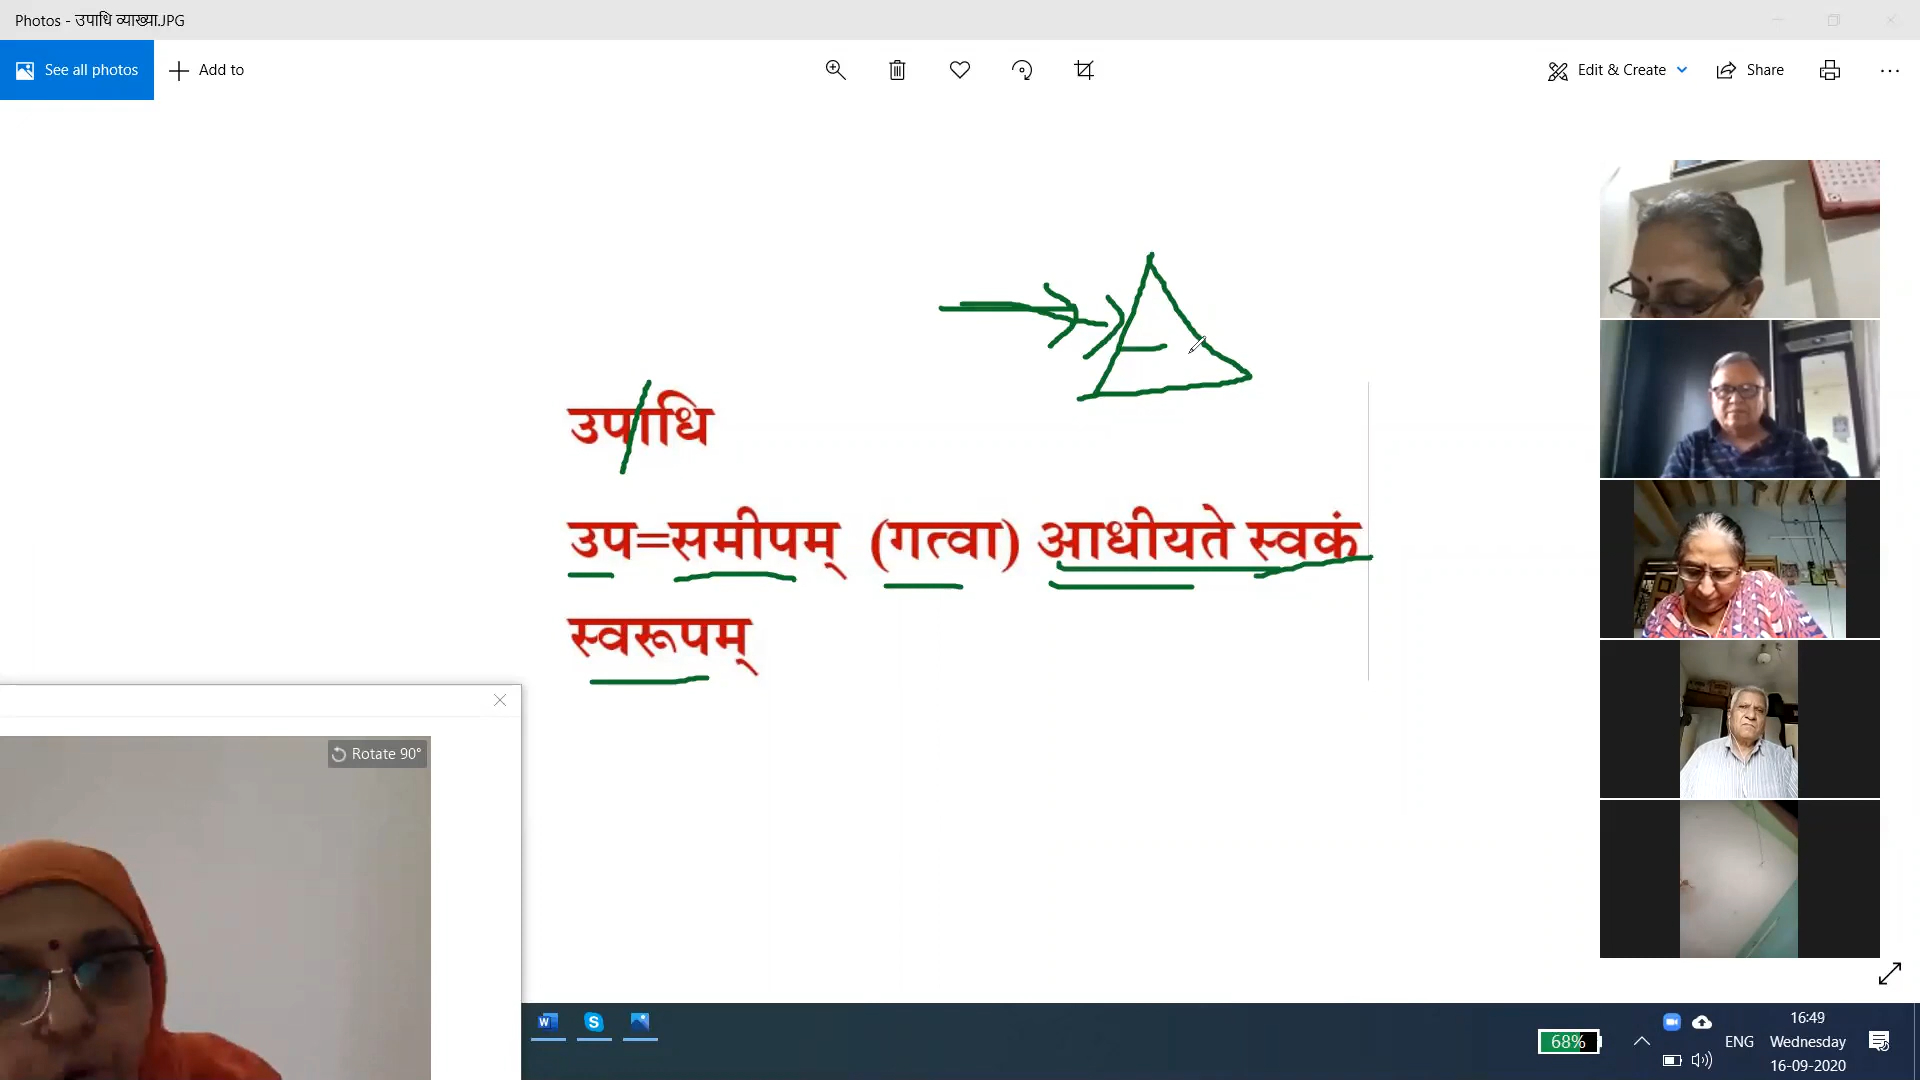 Photos - उपाधि व्याख्या.JPG
See all photos
Add to
Edit & Create
Share
उपाधि
उप=समीपम् (गत्वा) आधीयते स्वकं
स्वरूपम्
Rotate 90°
68%
ENG
16:49
Wednesday
16-09-2020